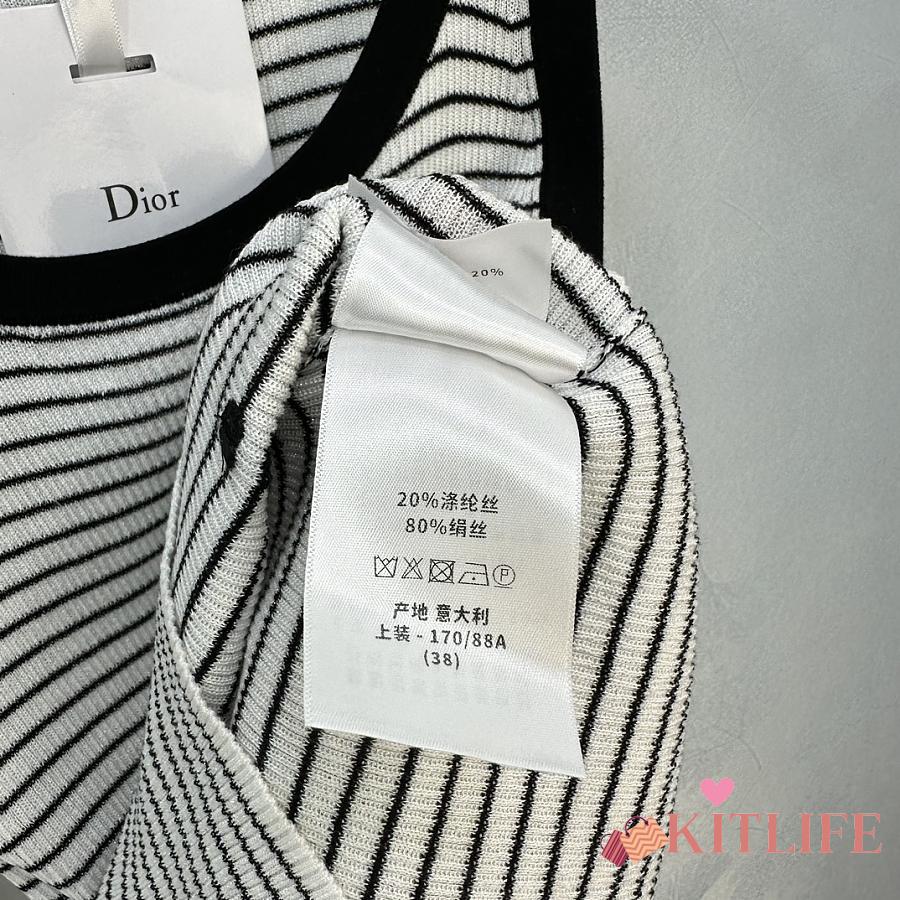 Dior
20%
20%涤纶丝
80%绢丝
P
产地 意大利
上装 - 170/88A
(38)
KITLIFE